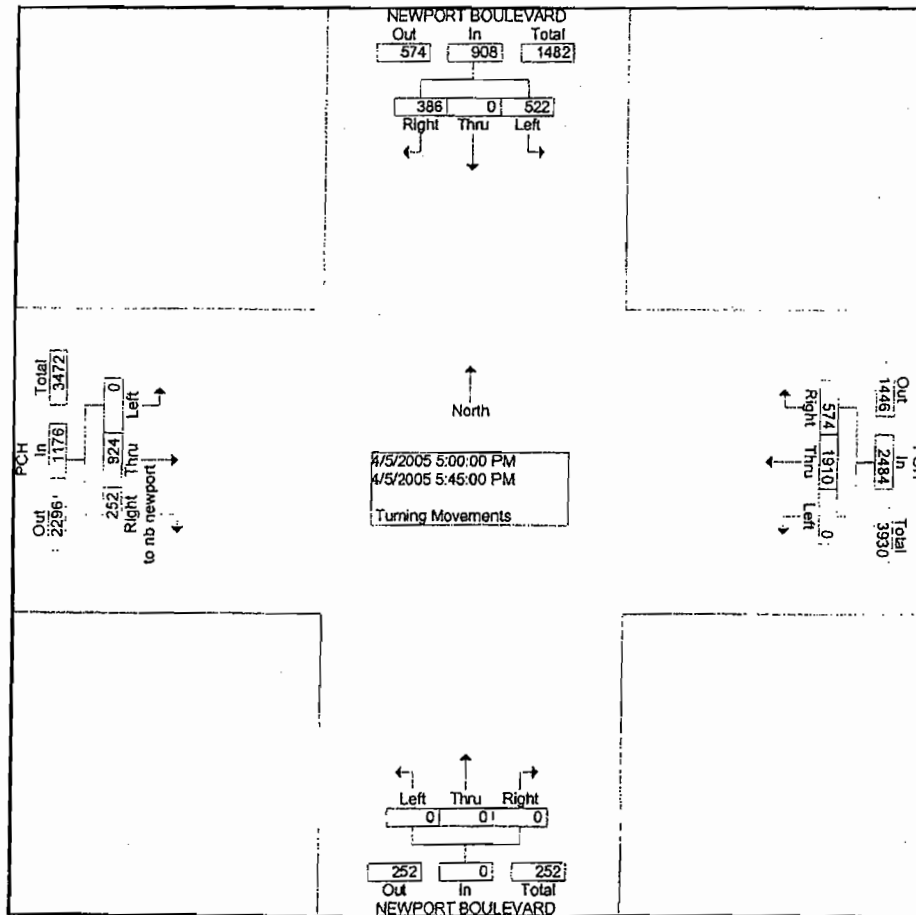 NEWPORT BOULEVARD
Out In Total
574 908 1482
386 0 522
Right Thru Left
North
4/5/2005 5:00:00 PM
4/5/2005 5:45:00 PM
Turning Movements
PCH
Total In Out
3472 1176 2296
0 924 252
Left Thru Right
to nb newport
Out In Total
1446 2484 3930
574 1910 0
Right Thru Left
Left Thru Right
0 0 0
252 0 252
Out In Total
NEWPORT BOULEVARD